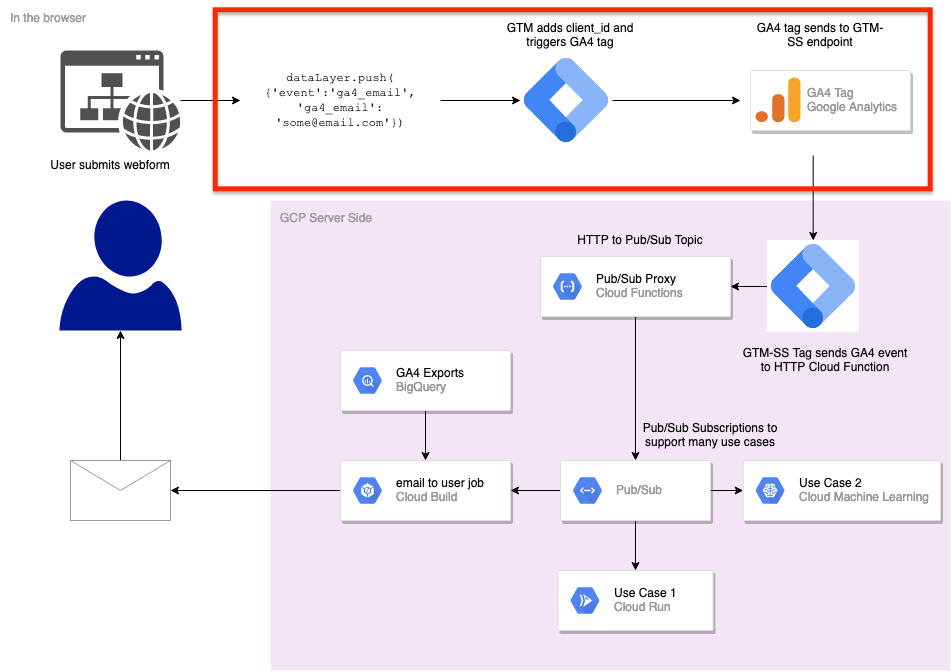 In the browser
GTM adds client_id and
triggers GA4 tag
GA4 tag sends to GTM-
SS endpoint
dataLayer.push(
{'event':'ga4_email',
'ga4_email':
'some@email.com'})
GA4 Tag
Google Analytics
User submits webform
GCP Server Side
HTTP to Pub/Sub Topic
Pub/Sub Proxy
Cloud Functions
GTM-SS Tag sends GA4 event
to HTTP Cloud Function
GA4 Exports
BigQuery
Pub/Sub Subscriptions to
support many use cases
email to user job
Cloud Build
Pub/Sub
Use Case 2
Cloud Machine Learning
Use Case 1
Cloud Run